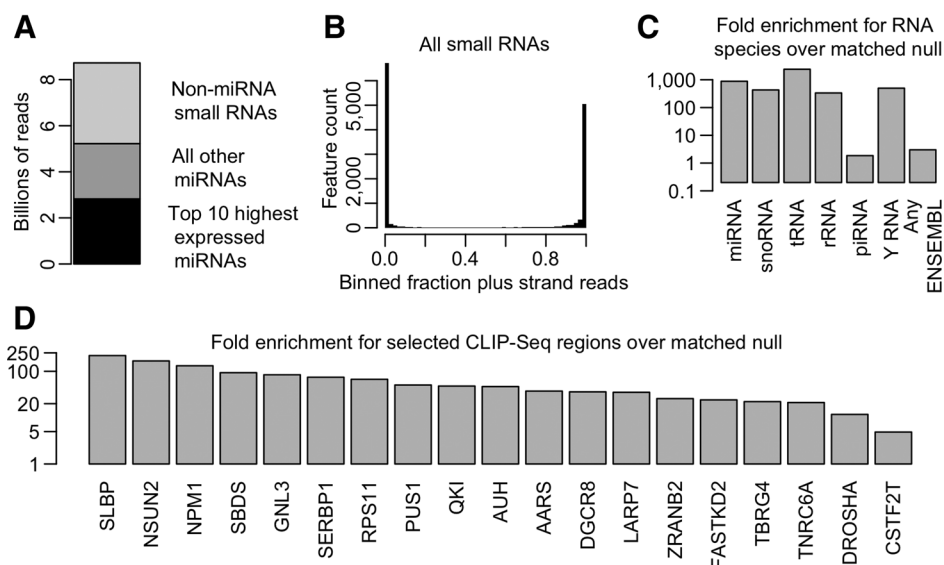 A
Billions of reads
8
6
4
2
0
Non-miRNA
small RNAs
All other
miRNAs
Top 10 highest
expressed
miRNAs
B
All small RNAs
Feature count
5,000
2,000
0
0.0
0.4
0.8
Binned fraction plus strand reads
C
Fold enrichment for RNA
species over matched null
1,000
100
10
1
0.1
miRNA
snoRNA
tRNA
rRNA
piRNA
Y RNA
Any
ENSEMBL
D
Fold enrichment for selected CLIP-Seq regions over matched null
250
100
20
5
1
SLBP
NSUN2
NPM1
SBDS
GNL3
SERBP1
RPS11
PUS1
QKI
AUH
AARS
DGCR8
LARP7
ZRANB2
FASTKD2
TBRG4
TNRC6A
DROSHA
CSTF2T